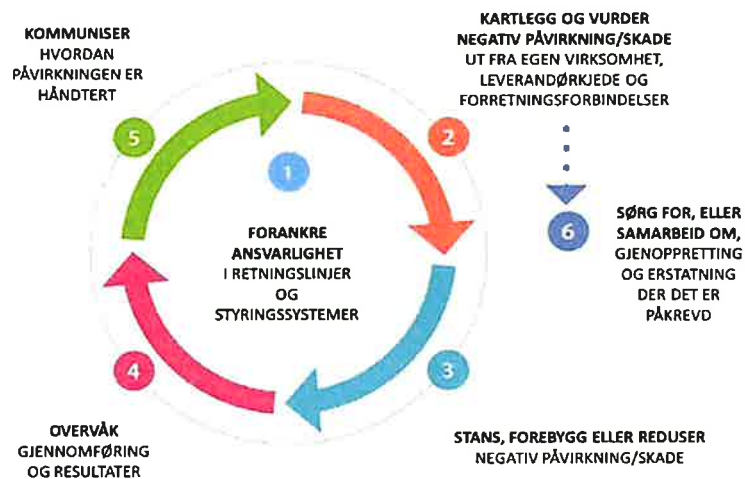 KOMMUNISER
HVORDAN
PÅVIRKNINGEN ER
HÅNDTERT
5
KARTLEGG OG VURDER
NEGATIV PÅVIRKNING/SKADE
UT FRA EGEN VIRKSOMHET,
LEVERANDØRKJEDE OG
FORRETNINGSFORBINDELSER
2
1
FORANKRE
ANSVARLIGHET
I RETNINGSLINJER
OG
STYRINGSSYSTEMER
6
SØRG FOR, ELLER
SAMARBEID OM,
GJENOPPRETTING
OG ERSTATNING
DER DET ER
PÅKREVD
4
OVERVÅK
GJENNOMFØRING
OG RESULTATER
3
STANS, FOREBYGG ELLER REDUSER
NEGATIV PÅVIRKNING/SKADE